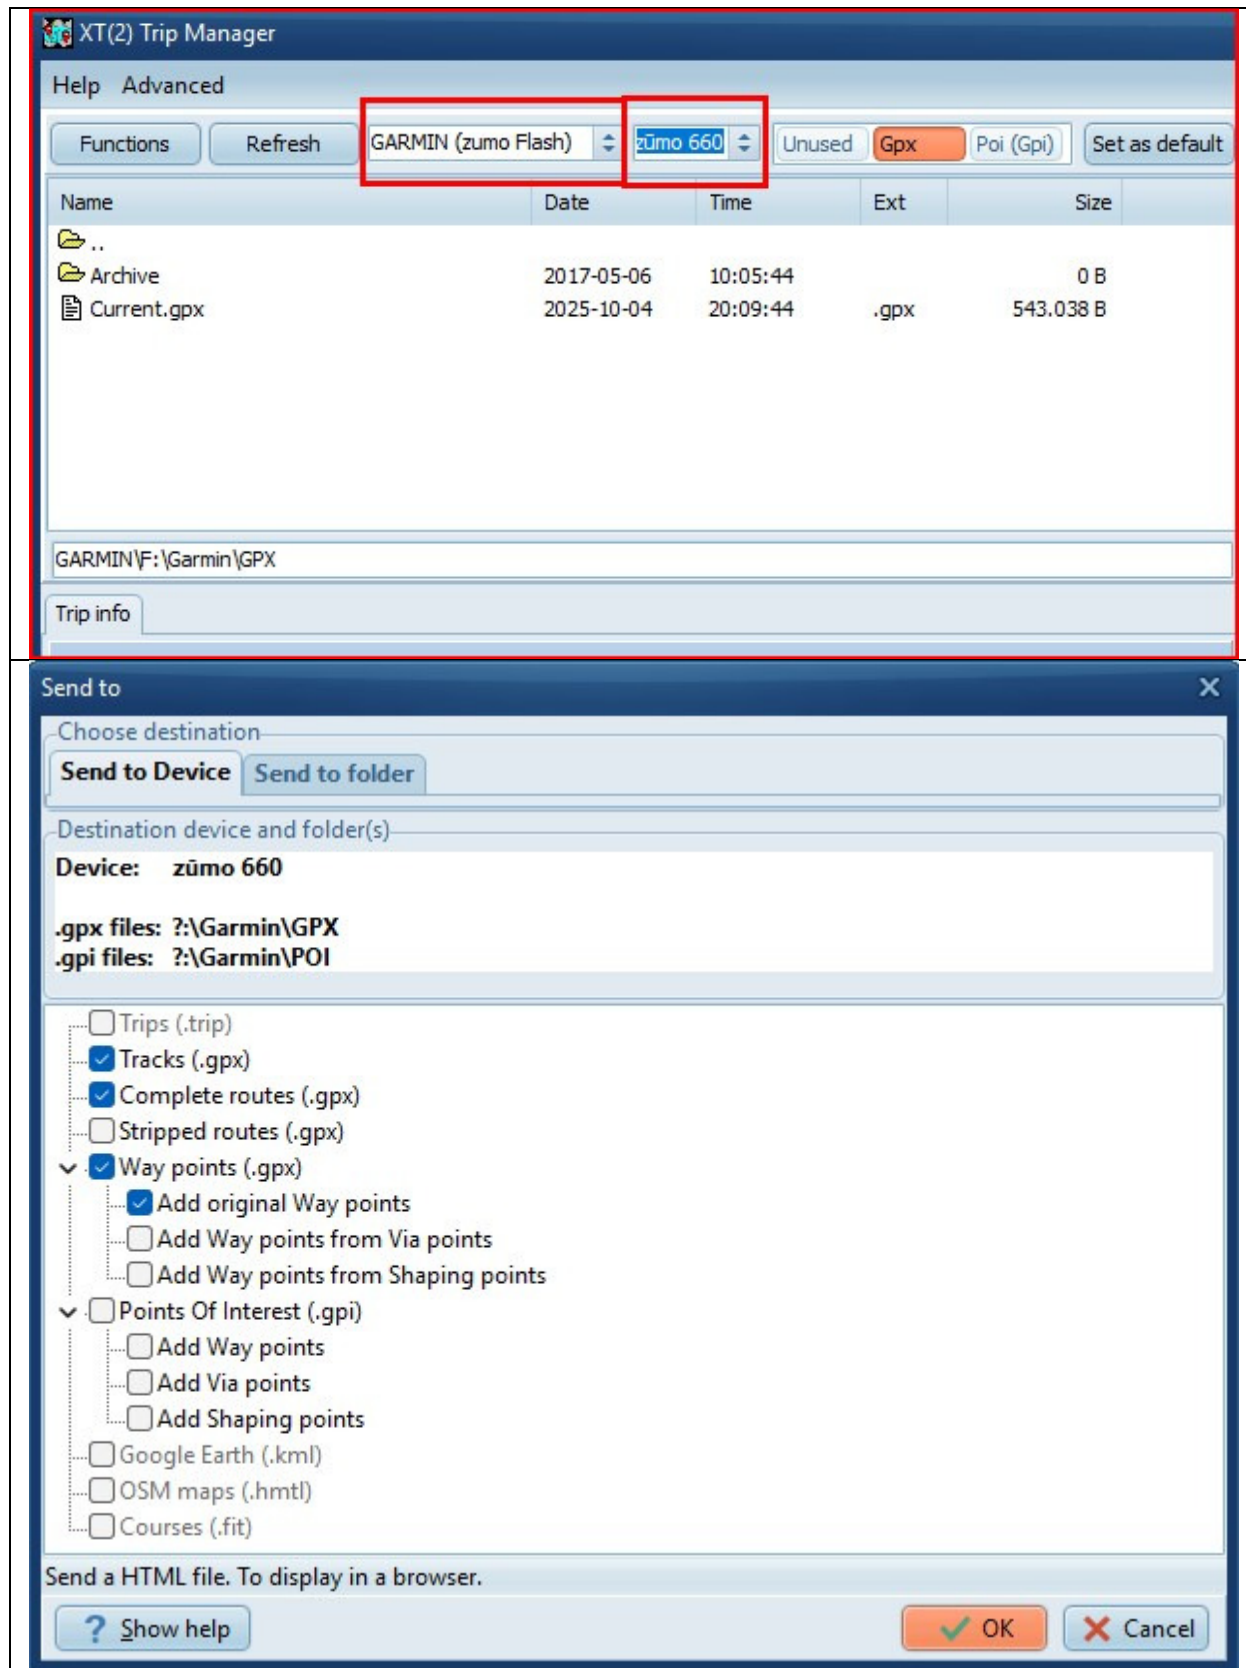 XT(2) Trip Manager
Help Advanced
Functions Refresh GARMIN (zumo Flash) zūmo 660 Unused Gpx Poi (Gpi) Set as default
Name Date Time Ext Size
..
Archive 2017-05-06 10:05:44 0 B
Current.gpx 2025-10-04 20:09:44 .gpx 543.038 B
GARMIN\F:\Garmin\GPX
Trip info
Send to
Choose destination
Send to Device Send to folder
Destination device and folder(s)
Device: zūmo 660
.gpx files: ?:\Garmin\GPX
.gpi files: ?:\Garmin\POI
Trips (.trip)
Tracks (.gpx)
Complete routes (.gpx)
Stripped routes (.gpx)
Way points (.gpx)
Add original Way points
Add Way points from Via points
Add Way points from Shaping points
Points Of Interest (.gpi)
Add Way points
Add Via points
Add Shaping points
Google Earth (.kml)
OSM maps (.hmtl)
Courses (.fit)
Send a HTML file. To display in a browser.
? Show help OK Cancel